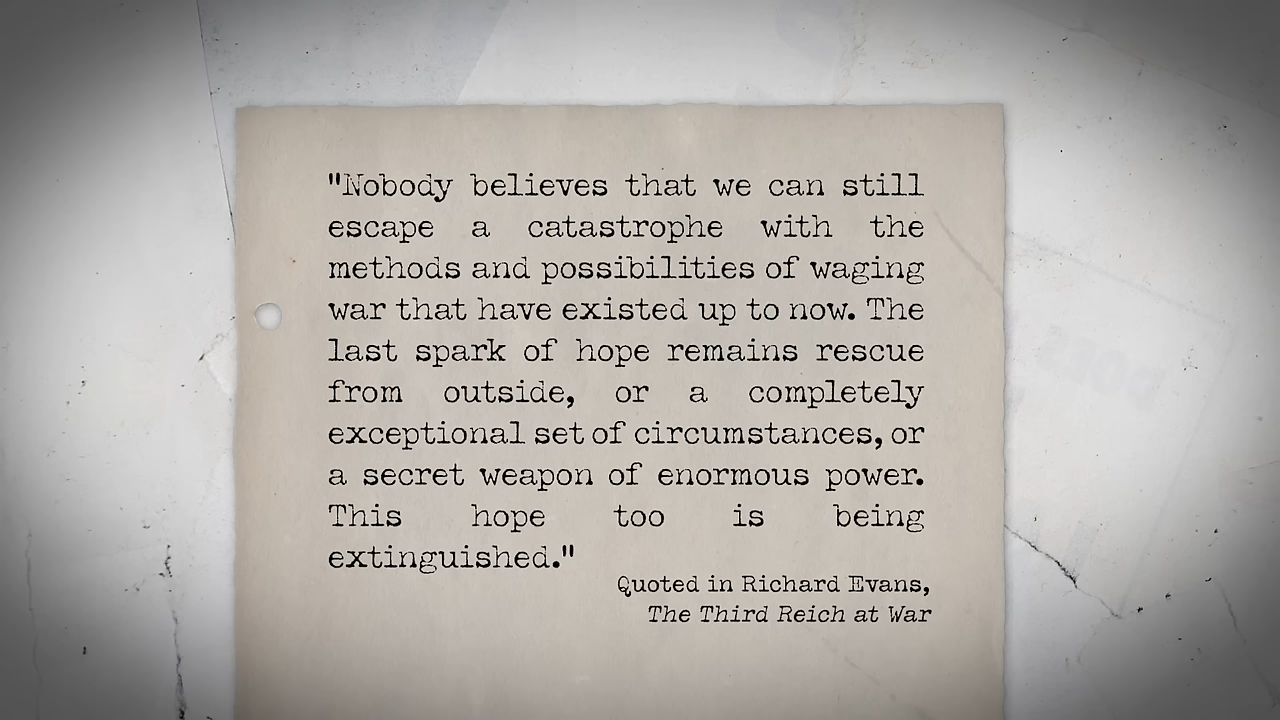 "Nobody believes that we can still
escape a catastrophe with the
methods and possibilities of waging
war that have existed up to now. The
last spark of hope remains rescue
from outside, or a completely
exceptional set of circumstances, or
a secret weapon of enormous power.
This hope too is being
extinguished."
Quoted in Richard Evans,
The Third Reich at War